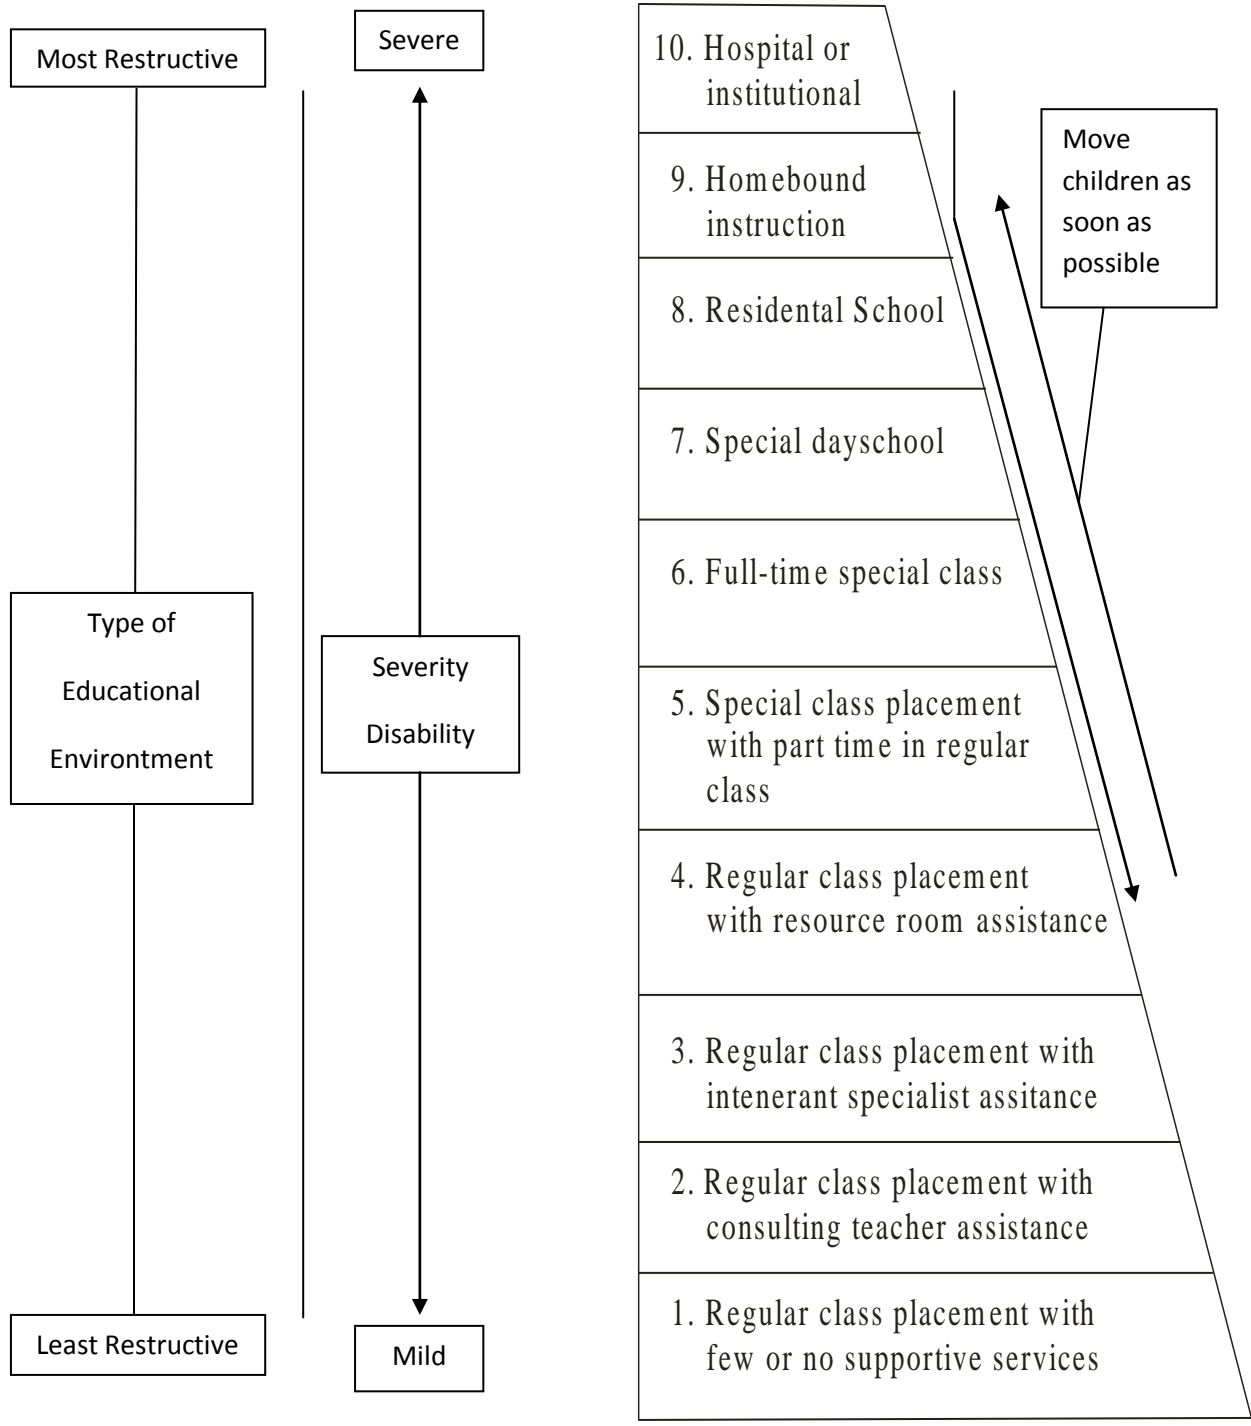 Most Restructive
Type of
Educational
Environtment
Least Restructive
Severe
Severity
Disability
Mild
10. Hospital or
institutional
9. Homebound
instruction
8. Residental School
7. Special dayschool
6. Full-time special class
5. Special class placement
with part time in regular
class
4. Regular class placement
with resource room assistance
3. Regular class placement with
intenerant specialist assitance
2. Regular class placement with
consulting teacher assistance
1. Regular class placement with
few or no supportive services
Move
children as
soon as
possible